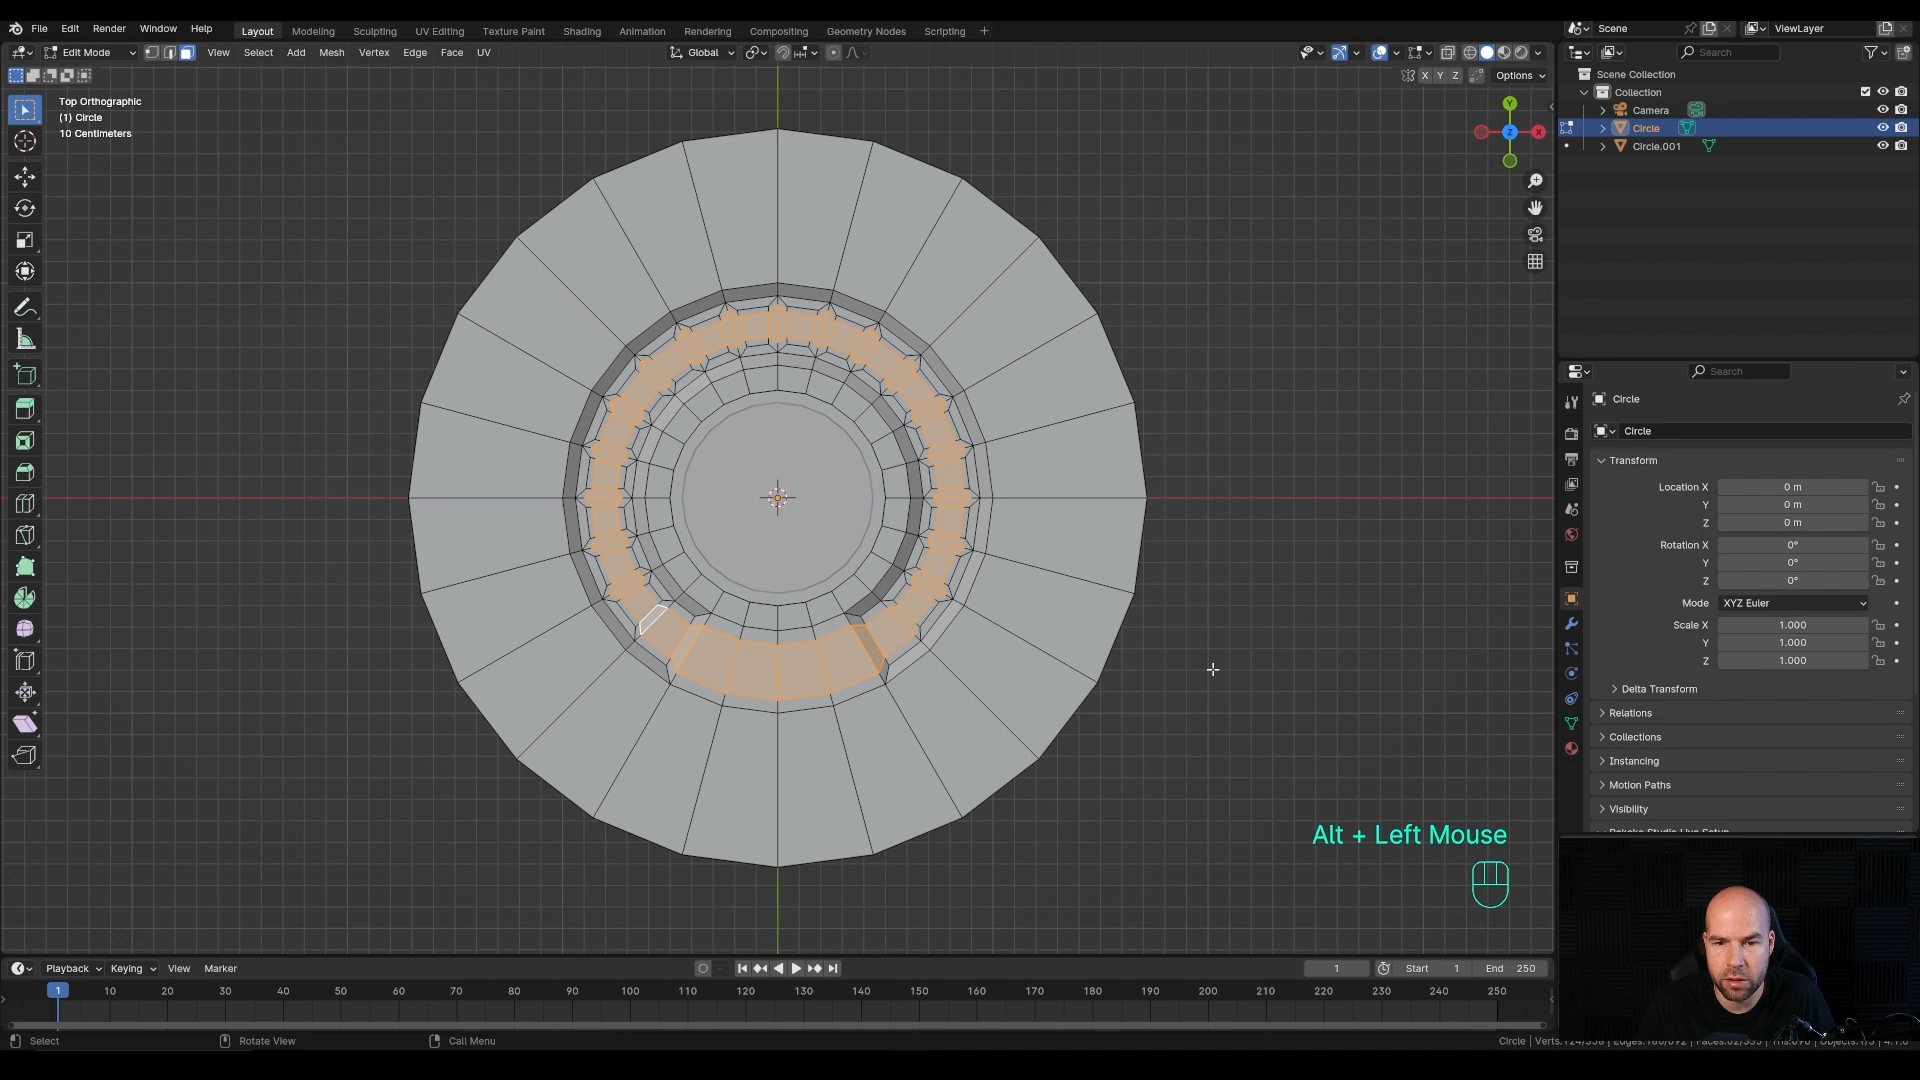 File Edit Render Window Help Layout Modeling Sculpting UV Editing Texture Paint Shading Animation Rendering Compositing Geometry Nodes Scripting + Scene ViewLayer
Edit Mode View Select Add Mesh Vertex Edge Face UV Global Search
X Y Z Options
Scene Collection
Collection
Camera
Circle
Circle.001
Top Orthographic
(1) Circle
10 Centimeters
Y
Z X
Search
Circle
Circle
Transform
Location X 0 m
Y 0 m
Z 0 m
Rotation X 0°
Y 0°
Z 0°
Mode XYZ Euler
Scale X 1.000
Y 1.000
Z 1.000
Delta Transform
Relations
Collections
Instancing
Motion Paths
Visibility
Alt + Left Mouse
Playback Keying View Marker 1 Start 1 End 250
1 10 20 30 40 50 60 70 80 90 100 110 120 130 140 150 160 170 180 190 200 210 220 230 240 250
Select Rotate View Call Menu